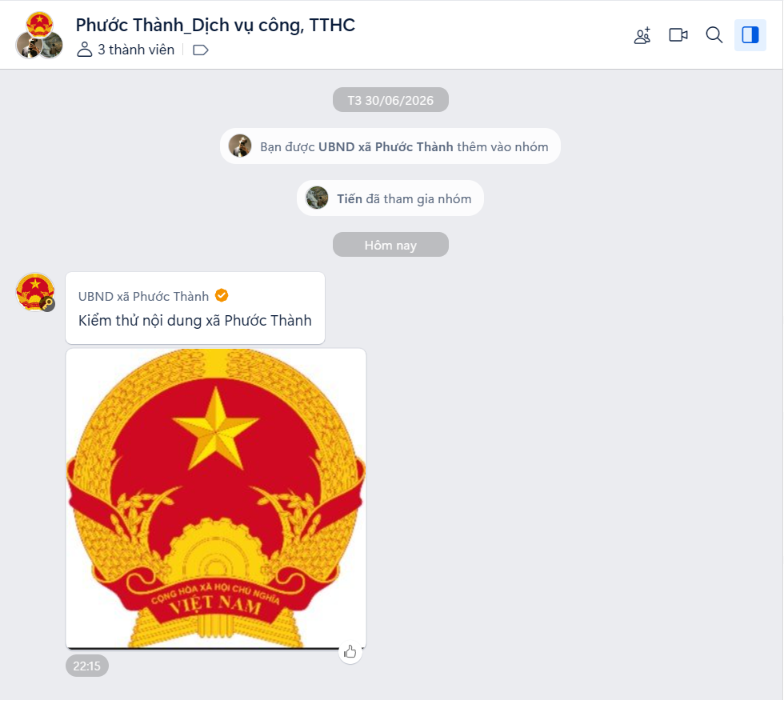 Phước Thành_Dịch vụ công, TTHC
3 thành viên
T3 30/06/2026
Bạn được UBND xã Phước Thành thêm vào nhóm
Tiến đã tham gia nhóm
Hôm nay
UBND xã Phước Thành
Kiểm thử nội dung xã Phước Thành
CỘNG HÒA XÃ HỘI CHỦ NGHĨA
VIỆT NAM
22:15